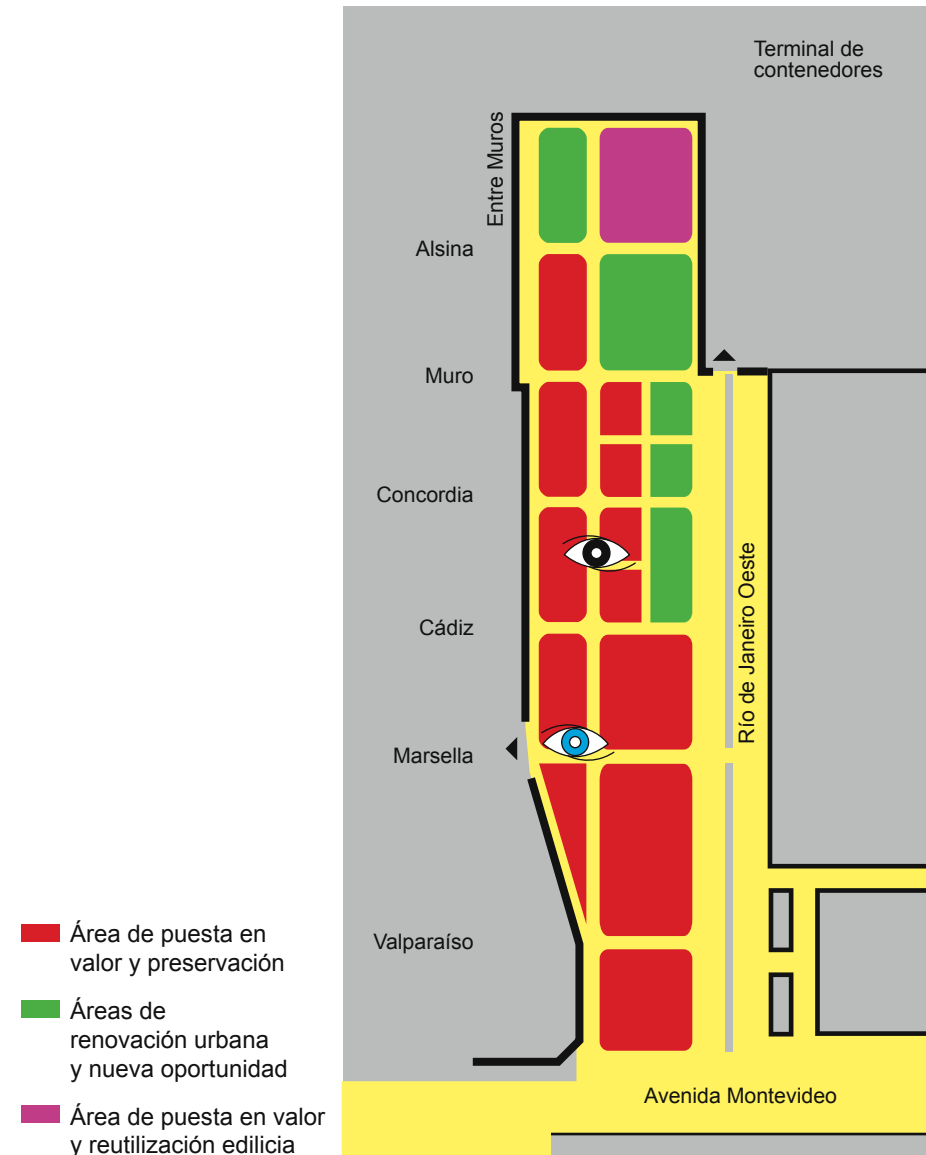 Terminal de
contenedores
Entre Muros
Alsina
Muro
Concordia
Cádiz
Río de Janeiro Oeste
Marsella
Valparaíso
Avenida Montevideo
Área de puesta en
valor y preservación
Áreas de
renovación urbana
y nueva oportunidad
Área de puesta en valor
y reutilización edilicia